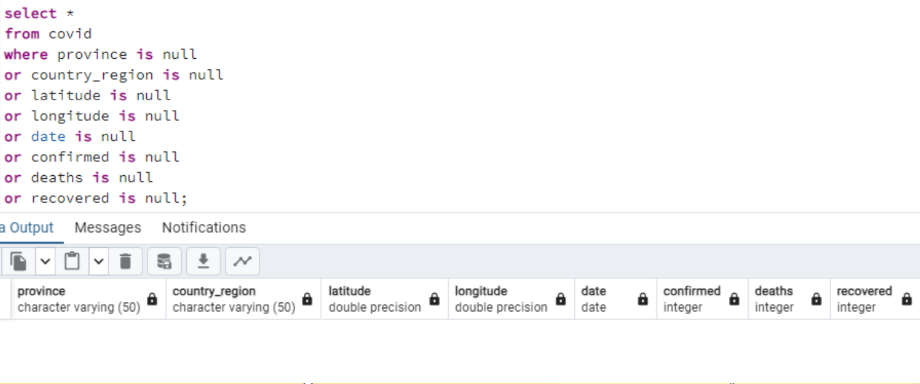 select *
from covid
where province is null
or country_region is null
or latitude is null
or longitude is null
or date is null
or confirmed is null
or deaths is null
or recovered is null;
a Output Messages Notifications
province country_region latitude longitude date confirmed deaths recovered
character varying (50) character varying (50) double precision double precision date integer integer integer